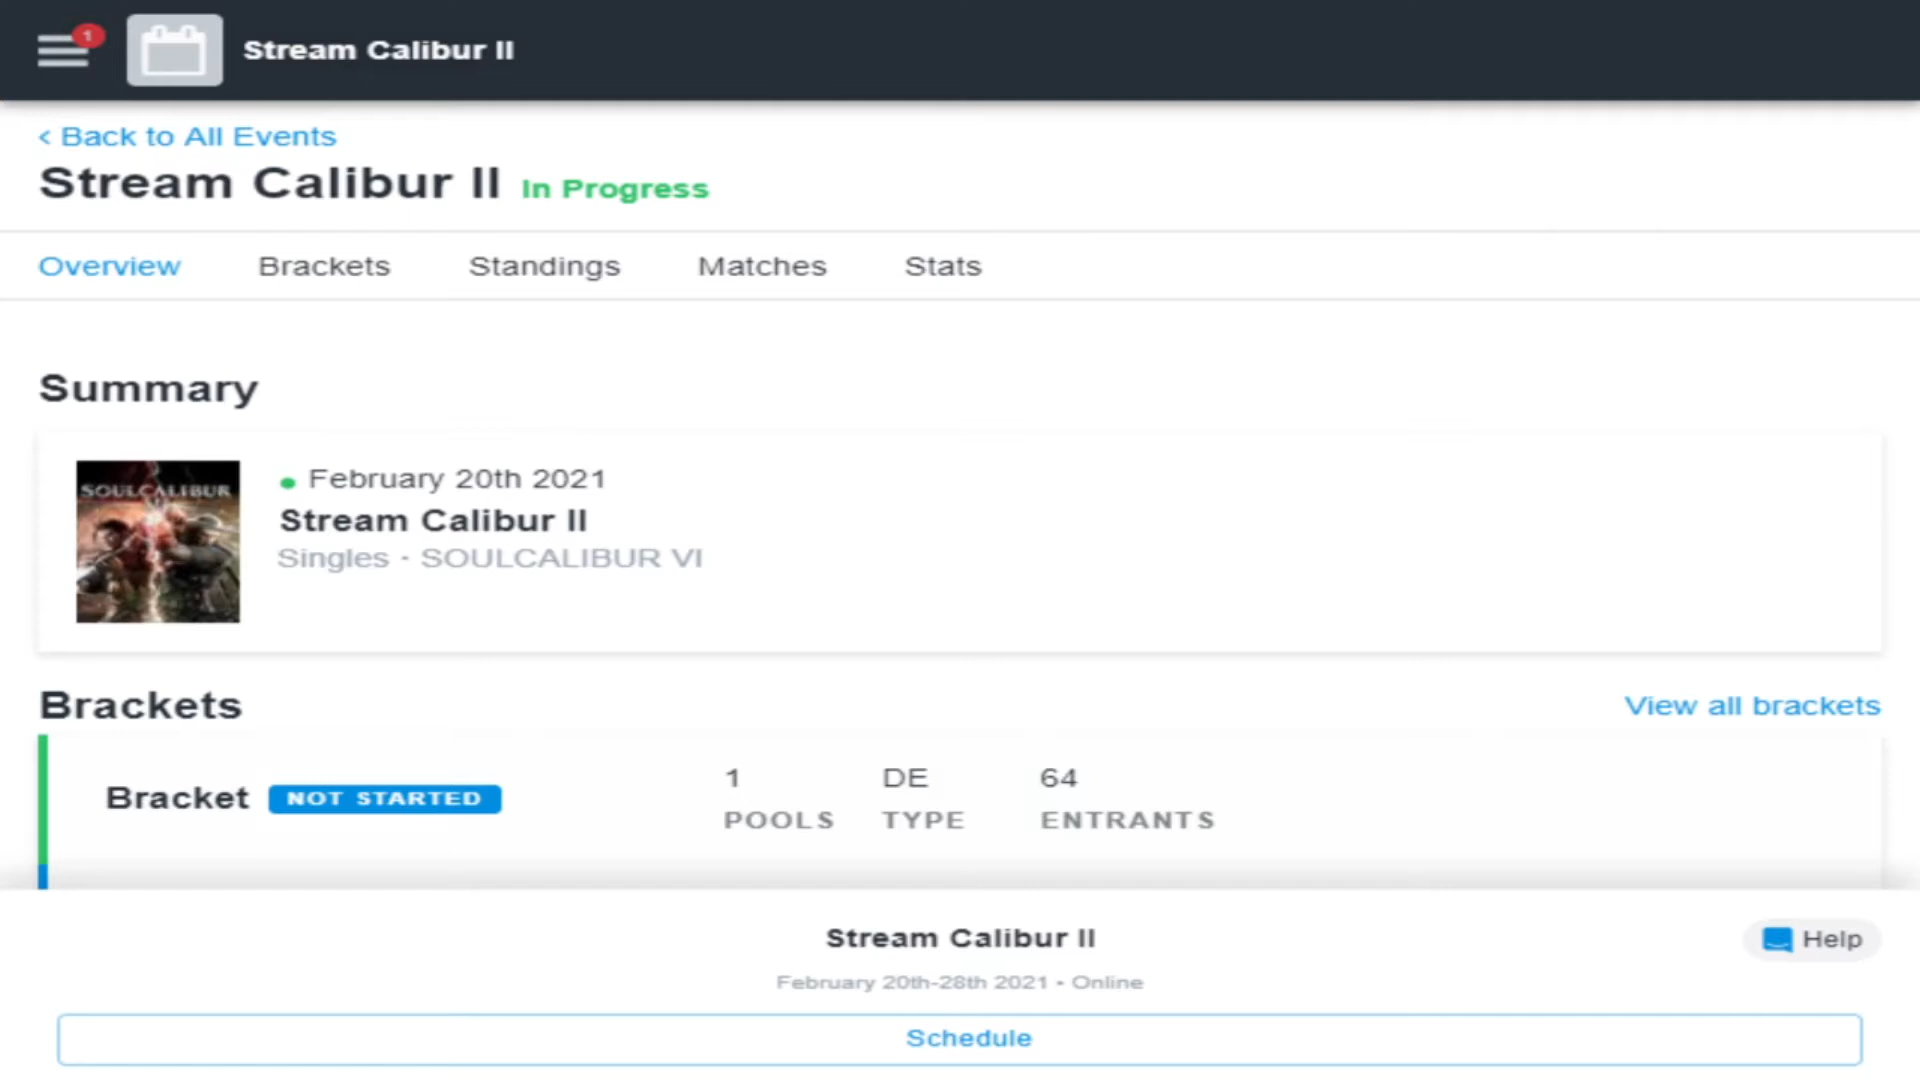 1
Stream Calibur II
< Back to All Events
Stream Calibur II In Progress
Overview Brackets Standings Matches Stats
Summary
SOULCALIBUR
February 20th 2021
Stream Calibur II
Singles · SOULCALIBUR VI
Brackets View all brackets
Bracket NOT STARTED
1 DE 64
POOLS TYPE ENTRANTS
Stream Calibur II
Help
February 20th-28th 2021 • Online
Schedule